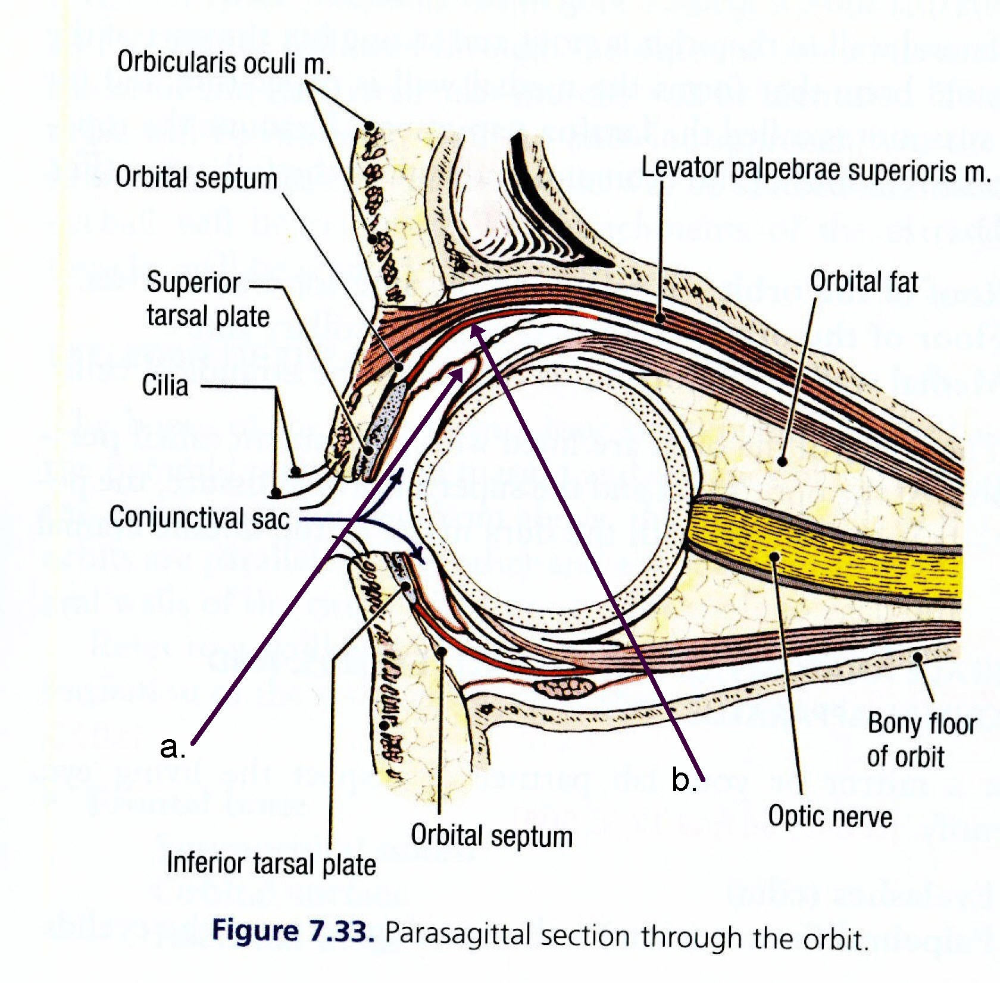 Orbicularis oculi m.
Orbital septum
Levator palpebrae superioris m.
Superior
tarsal plate
Orbital fat
Cilia
Conjunctival sac
a.
b.
Bony floor
of orbit
Optic nerve
Orbital septum
Inferior tarsal plate
Figure 7.33. Parasagittal section through the orbit.